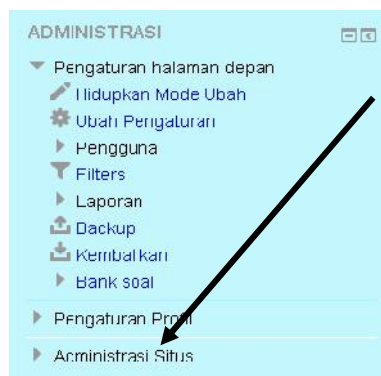 ADMINISTRASI
Pengaturan halaman depan
Hidupkan Mode Ubah
Ubah Pengaturan
Pengguna
Filters
Laporan
Backup
Kembalikan
Bank soal
Pengaturan Profil
Administrasi Situs